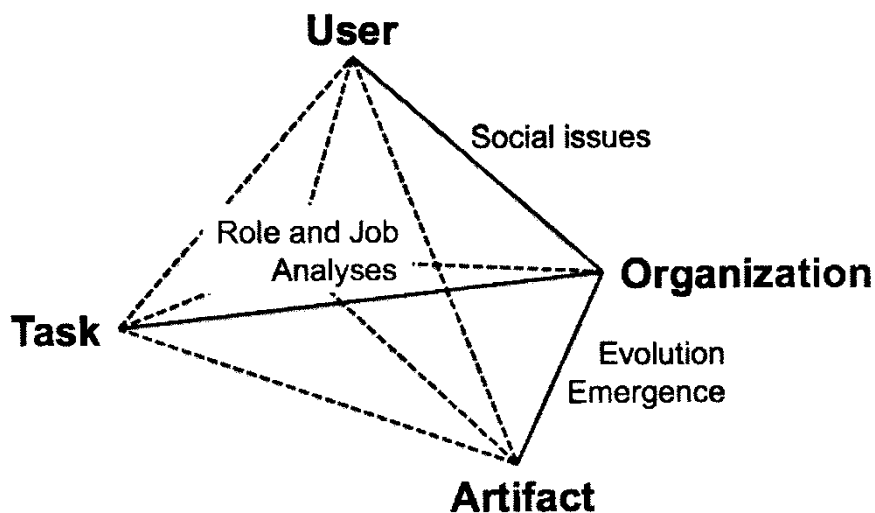 User
Social issues
Role and Job
Analyses
Organization
Task
Evolution
Emergence
Artifact